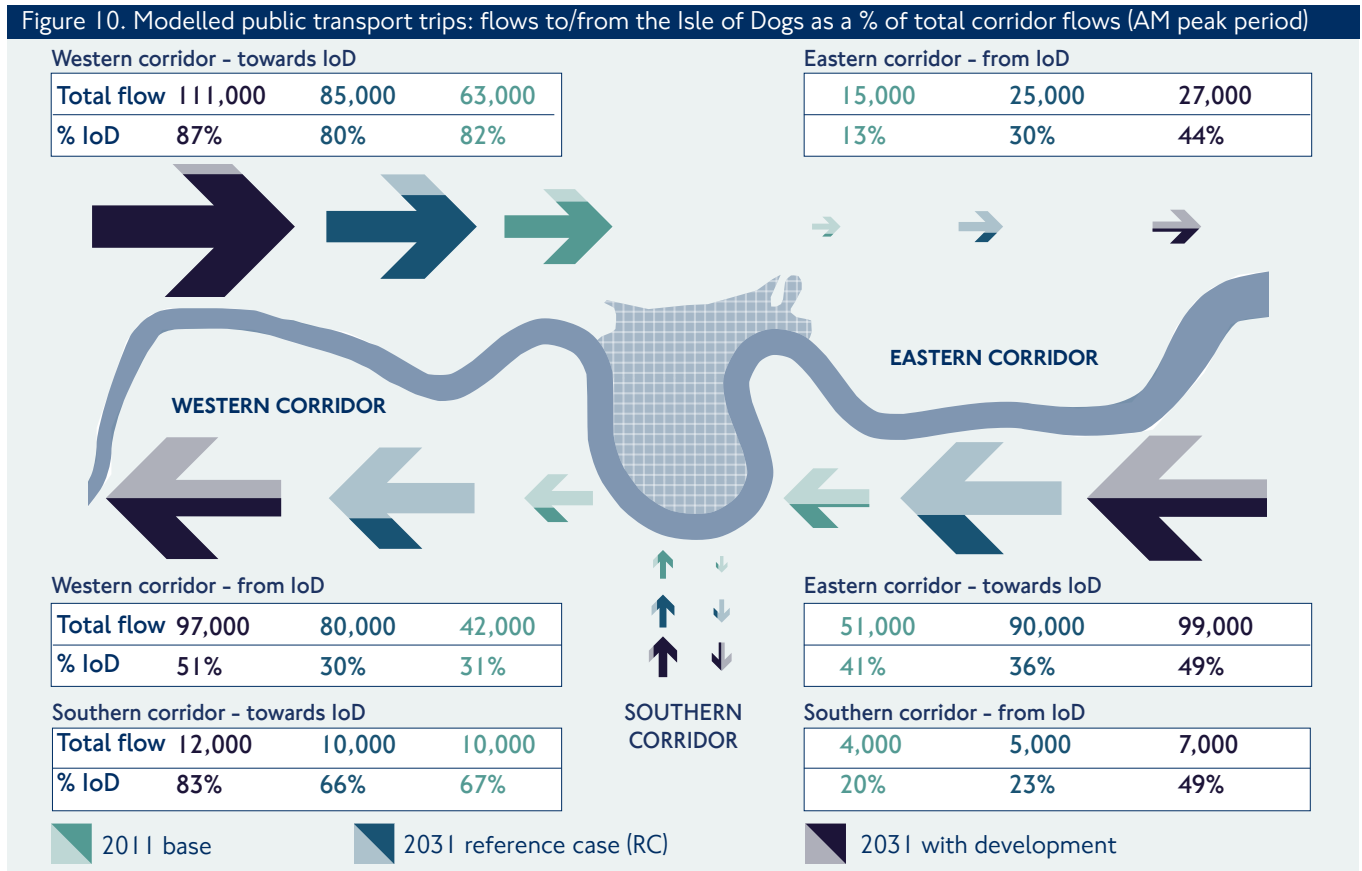 Figure 10. Modelled public transport trips: flows to/from the Isle of Dogs as a % of total corridor flows (AM peak period)
Western corridor - towards IoD
Total flow 111,000 85,000 63,000
% IoD 87% 80% 82%
Eastern corridor - from IoD
15,000 25,000 27,000
13% 30% 44%
EASTERN CORRIDOR
WESTERN CORRIDOR
Western corridor - from IoD
Total flow 97,000 80,000 42,000
% IoD 51% 30% 31%
Eastern corridor - towards IoD
51,000 90,000 99,000
41% 36% 49%
Southern corridor - towards IoD
Total flow 12,000 10,000 10,000
% IoD 83% 66% 67%
SOUTHERN
CORRIDOR
Southern corridor - from IoD
4,000 5,000 7,000
20% 23% 49%
2011 base
2031 reference case (RC)
2031 with development